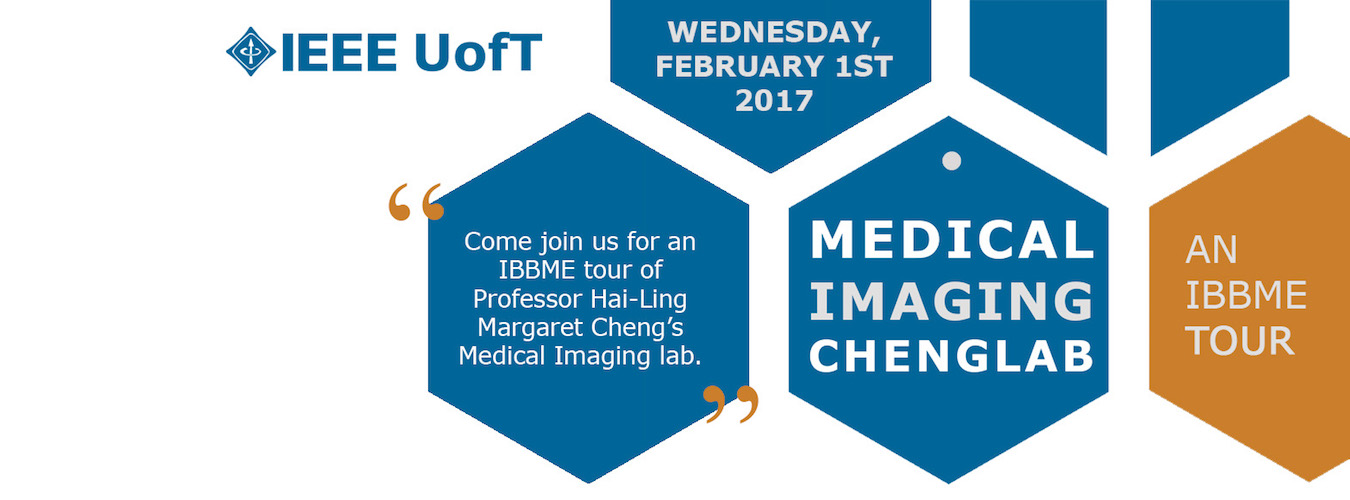 IEEE UofT
WEDNESDAY,
FEBRUARY 1ST
2017
“
Come join us for an
IBBME tour of
Professor Hai-Ling
Margaret Cheng’s
Medical Imaging lab.
”
MEDICAL
IMAGING
CHENGLAB
AN
IBBME
TOUR